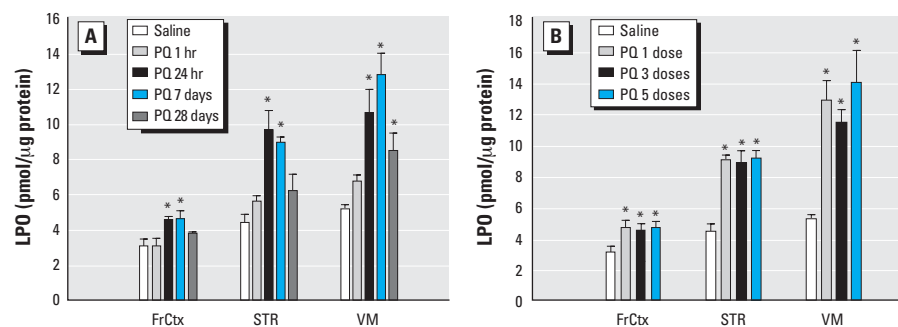 A
LPO (pmol/µg protein)
16
14
12
10
8
6
4
2
0
Saline
PQ 1 hr
PQ 24 hr
PQ 7 days
PQ 28 days
* * * * * * *
FrCtx STR VM
B
LPO (pmol/µg protein)
18
16
14
12
10
8
6
4
2
0
Saline
PQ 1 dose
PQ 3 doses
PQ 5 doses
* * * * * * * * *
FrCtx STR VM